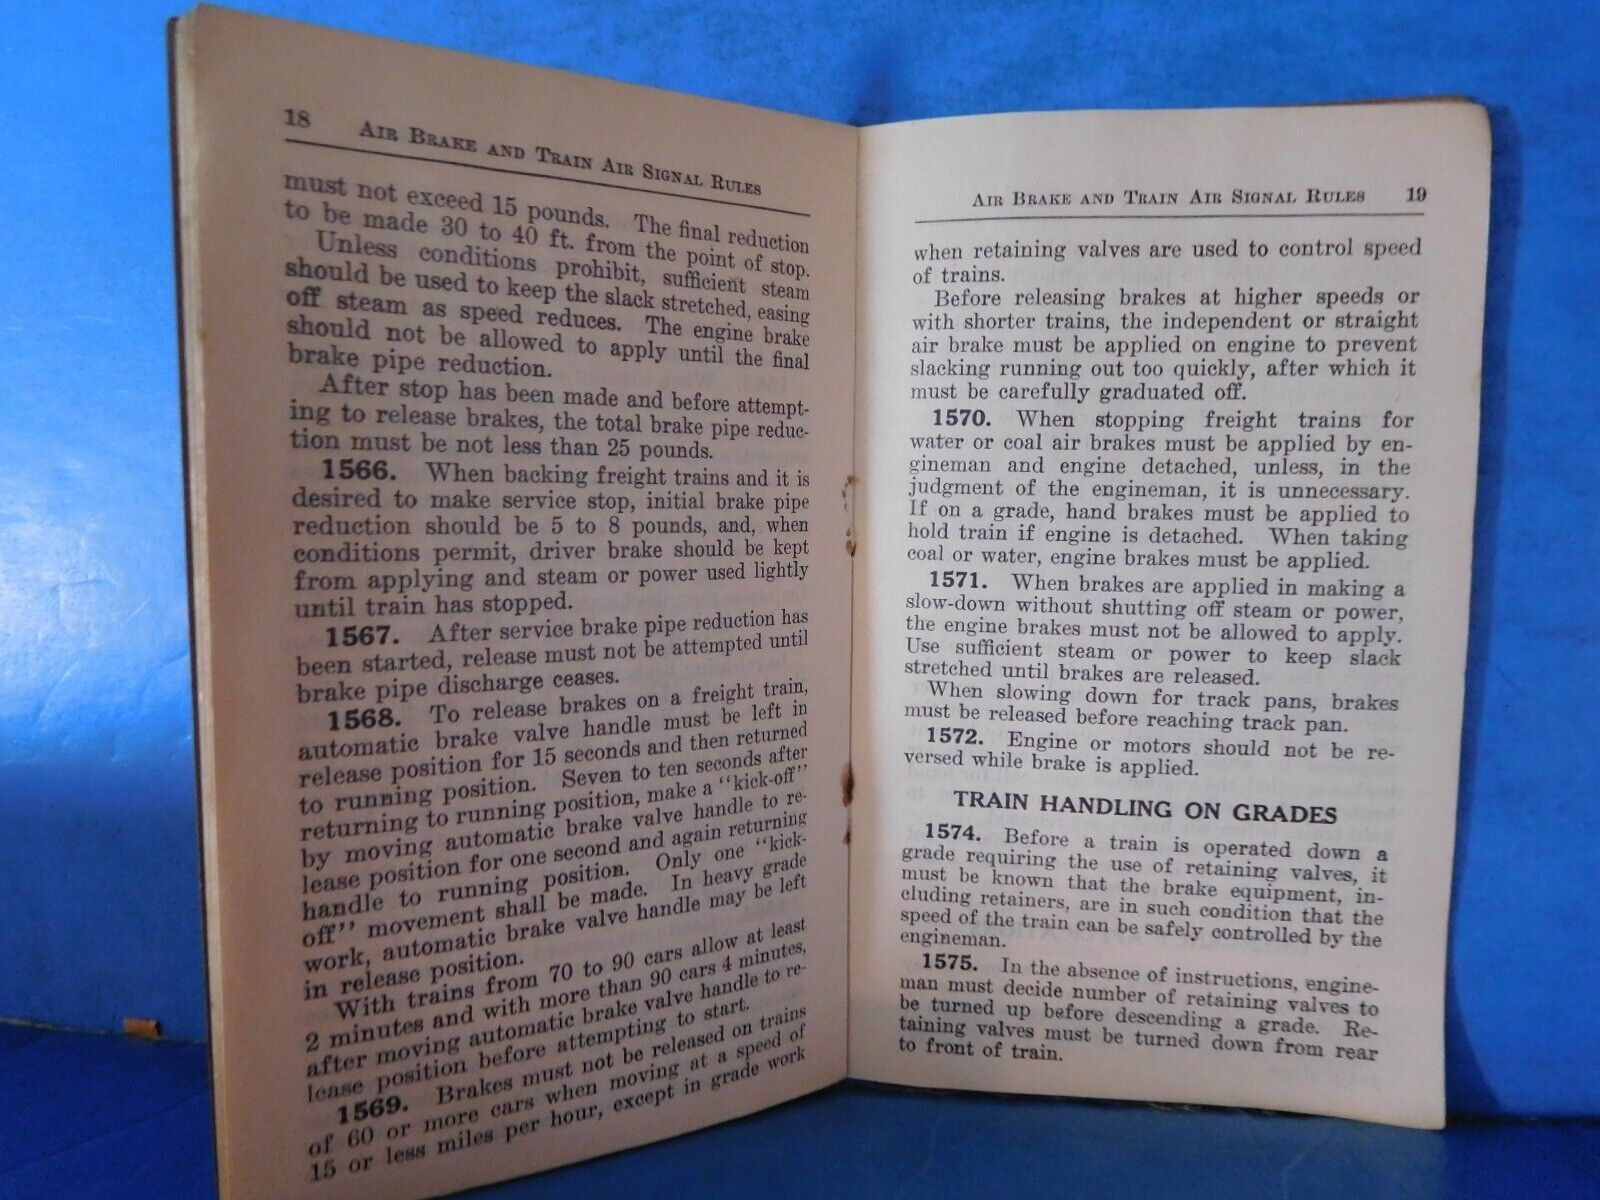 18 AIR BRAKE AND TRAIN AIR SIGNAL RULES
must not exceed 15 pounds. The final reduction
to be made 30 to 40 ft. from the point of stop.
Unless conditions prohibit, sufficient steam
should be used to keep the slack stretched, easing
off steam as speed reduces. The engine brake
should not be allowed to apply until the final
brake pipe reduction.
After stop has been made and before attempt-
ing to release brakes, the total brake pipe reduc-
tion must be not less than 25 pounds.
1566. When backing freight trains and it is
desired to make service stop, initial brake pipe
reduction should be 5 to 8 pounds, and, when
conditions permit, driver brake should be kept
from applying and steam or power used lightly
until train has stopped.
1567. After service brake pipe reduction has
been started, release must not be attempted until
brake pipe discharge ceases.
1568. To release brakes on a freight train,
automatic brake valve handle must be left in
release position for 15 seconds and then returned
to running position. Seven to ten seconds after
returning to running position, make a "kick-off"
by moving automatic brake valve handle to re-
lease position for one second and again returning
handle to running position. Only one "kick-
off" movement shall be made. In heavy grade
work, automatic brake valve handle may be left
in release position.
With trains from 70 to 90 cars allow at least
2 minutes and with more than 90 cars 4 minutes,
after moving automatic brake valve handle to re-
lease position before attempting to start.
1569. Brakes must not be released on trains
of 60 or more cars when moving at a speed of
15 or less miles per hour, except in grade work
AIR BRAKE AND TRAIN AIR SIGNAL RULES 19
when retaining valves are used to control speed
of trains.
Before releasing brakes at higher speeds or
with shorter trains, the independent or straight
air brake must be applied on engine to prevent
slacking running out too quickly, after which it
must be carefully graduated off.
1570. When stopping freight trains for
water or coal air brakes must be applied by en-
gineman and engine detached, unless, in the
judgment of the engineman, it is unnecessary.
If on a grade, hand brakes must be applied to
hold train if engine is detached. When taking
coal or water, engine brakes must be applied.
1571. When brakes are applied in making a
slow-down without shutting off steam or power,
the engine brakes must not be allowed to apply.
Use sufficient steam or power to keep slack
stretched until brakes are released.
When slowing down for track pans, brakes
must be released before reaching track pan.
1572. Engine or motors should not be re-
versed while brake is applied.
TRAIN HANDLING ON GRADES
1574. Before a train is operated down a
grade requiring the use of retaining valves, it
must be known that the brake equipment, in-
cluding retainers, are in such condition that the
speed of the train can be safely controlled by the
engineman.
1575. In the absence of instructions, engine-
man must decide number of retaining valves to
be turned up before descending a grade. Re-
taining valves must be turned down from rear
to front of train.